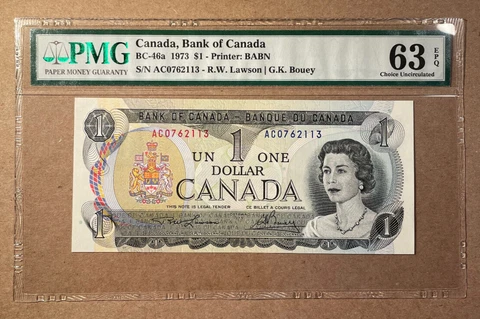 PMG
PAPER MONEY GUARANTY
Canada, Bank of Canada
BC-46a 1973 $1 - Printer: BABN
S/N AC0762113 - R.W. Lawson | G.K. Bouey
63 EPQ
Choice Uncirculated
BANK OF CANADA - BANQUE DU CANADA
1
1
AC0762113
1
AC0762113
UN
ONE
DOLLAR
CANADA
THIS NOTE IS LEGAL TENDER
CE BILLET A COURS LÉGAL
1
1